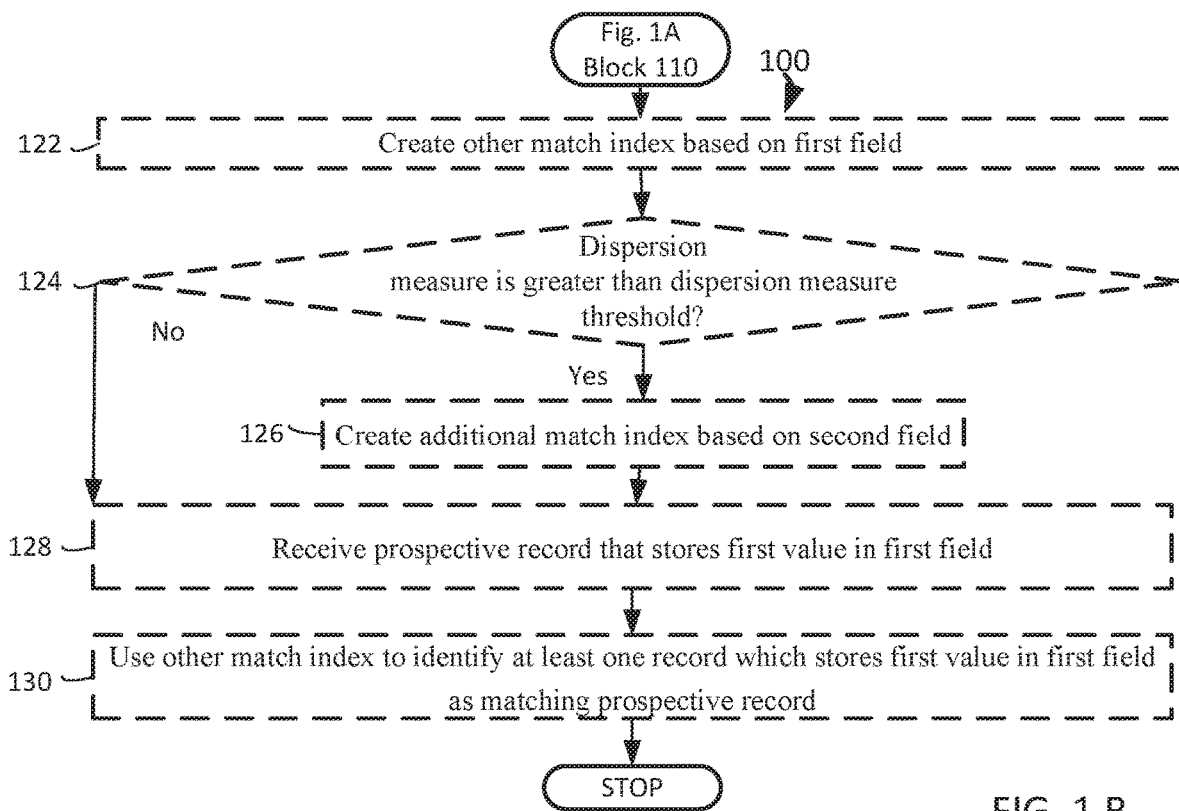 Fig. 1A
Block 110
100
122
Create other match index based on first field
124
Dispersion
measure is greater than dispersion measure
threshold?
No
Yes
126
Create additional match index based on second field
128
Receive prospective record that stores first value in first field
130
Use other match index to identify at least one record which stores first value in first field
as matching prospective record
STOP
FIG. 1 B